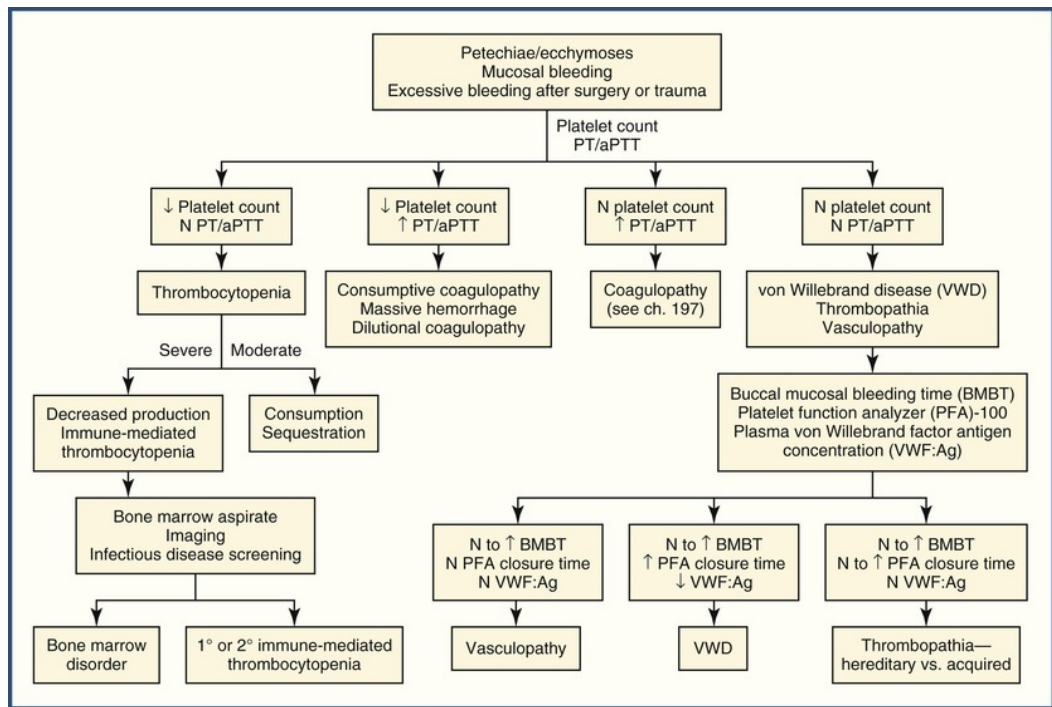 Petechiae/ecchymoses
Mucosal bleeding
Excessive bleeding after surgery or trauma
Platelet count
PT/aPTT
↓ Platelet count
N PT/aPTT
↓ Platelet count
↑ PT/aPTT
N platelet count
↑ PT/aPTT
N platelet count
N PT/aPTT
Thrombocytopenia
Consumptive coagulopathy
Massive hemorrhage
Dilutional coagulopathy
Coagulopathy
(see ch. 197)
von Willebrand disease (VWD)
Thrombopathia
Vasculopathy
Severe
Moderate
Decreased production
Immune-mediated
thrombocytopenia
Consumption
Sequestration
Buccal mucosal bleeding time (BMBT)
Platelet function analyzer (PFA)-100
Plasma von Willebrand factor antigen
concentration (VWF:Ag)
Bone marrow aspirate
Imaging
Infectious disease screening
N to ↑ BMBT
N PFA closure time
N VWF:Ag
N to ↑ BMBT
↑ PFA closure time
↓ VWF:Ag
N to ↑ BMBT
N to ↑ PFA closure time
N VWF:Ag
Bone marrow
disorder
1° or 2° immune-mediated
thrombocytopenia
Vasculopathy
VWD
Thrombopathia—
hereditary vs. acquired